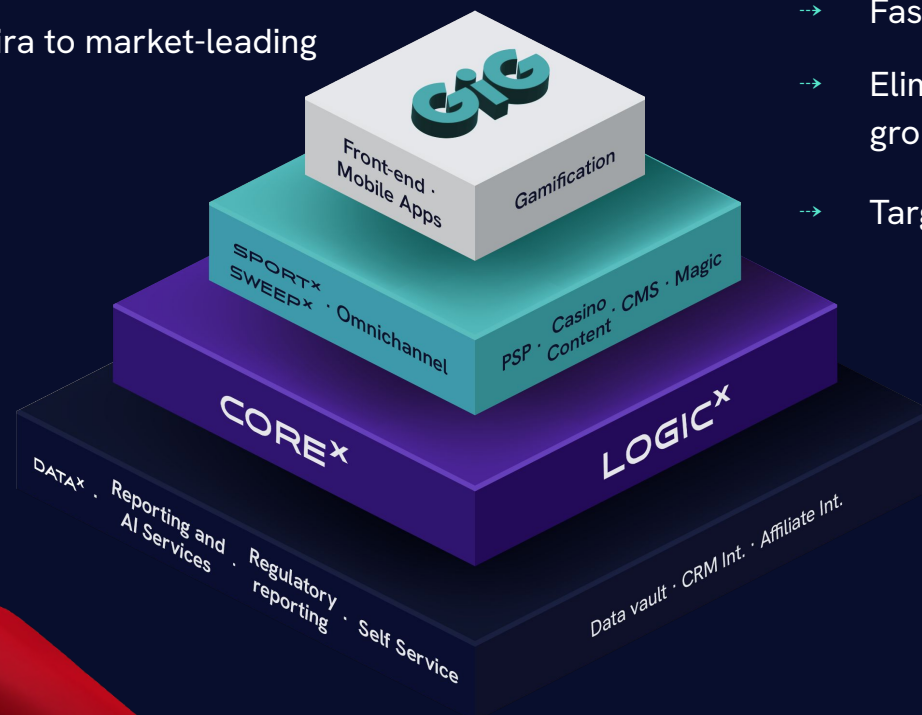 ira to market-leading
Fas
Elin
gro
Targ
GiG
Front-end ·
Mobile Apps
Gamification
SPORTˣ
SWEEPˣ · Omnichannel
PSP · Casino
Content · CMS · Magic
COREˣ
LOGICˣ
DATAˣ · Reporting and
AI Services · Regulatory
reporting · Self Service
Data vault · CRM Int. · Affiliate Int.